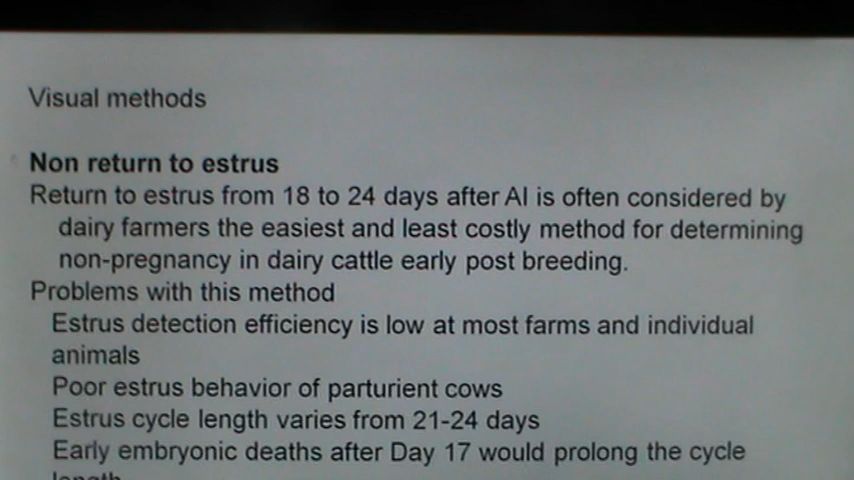 Visual methods
Non return to estrus
Return to estrus from 18 to 24 days after AI is often considered by
dairy farmers the easiest and least costly method for determining
non-pregnancy in dairy cattle early post breeding.
Problems with this method
Estrus detection efficiency is low at most farms and individual
animals
Poor estrus behavior of parturient cows
Estrus cycle length varies from 21-24 days
Early embryonic deaths after Day 17 would prolong the cycle
length